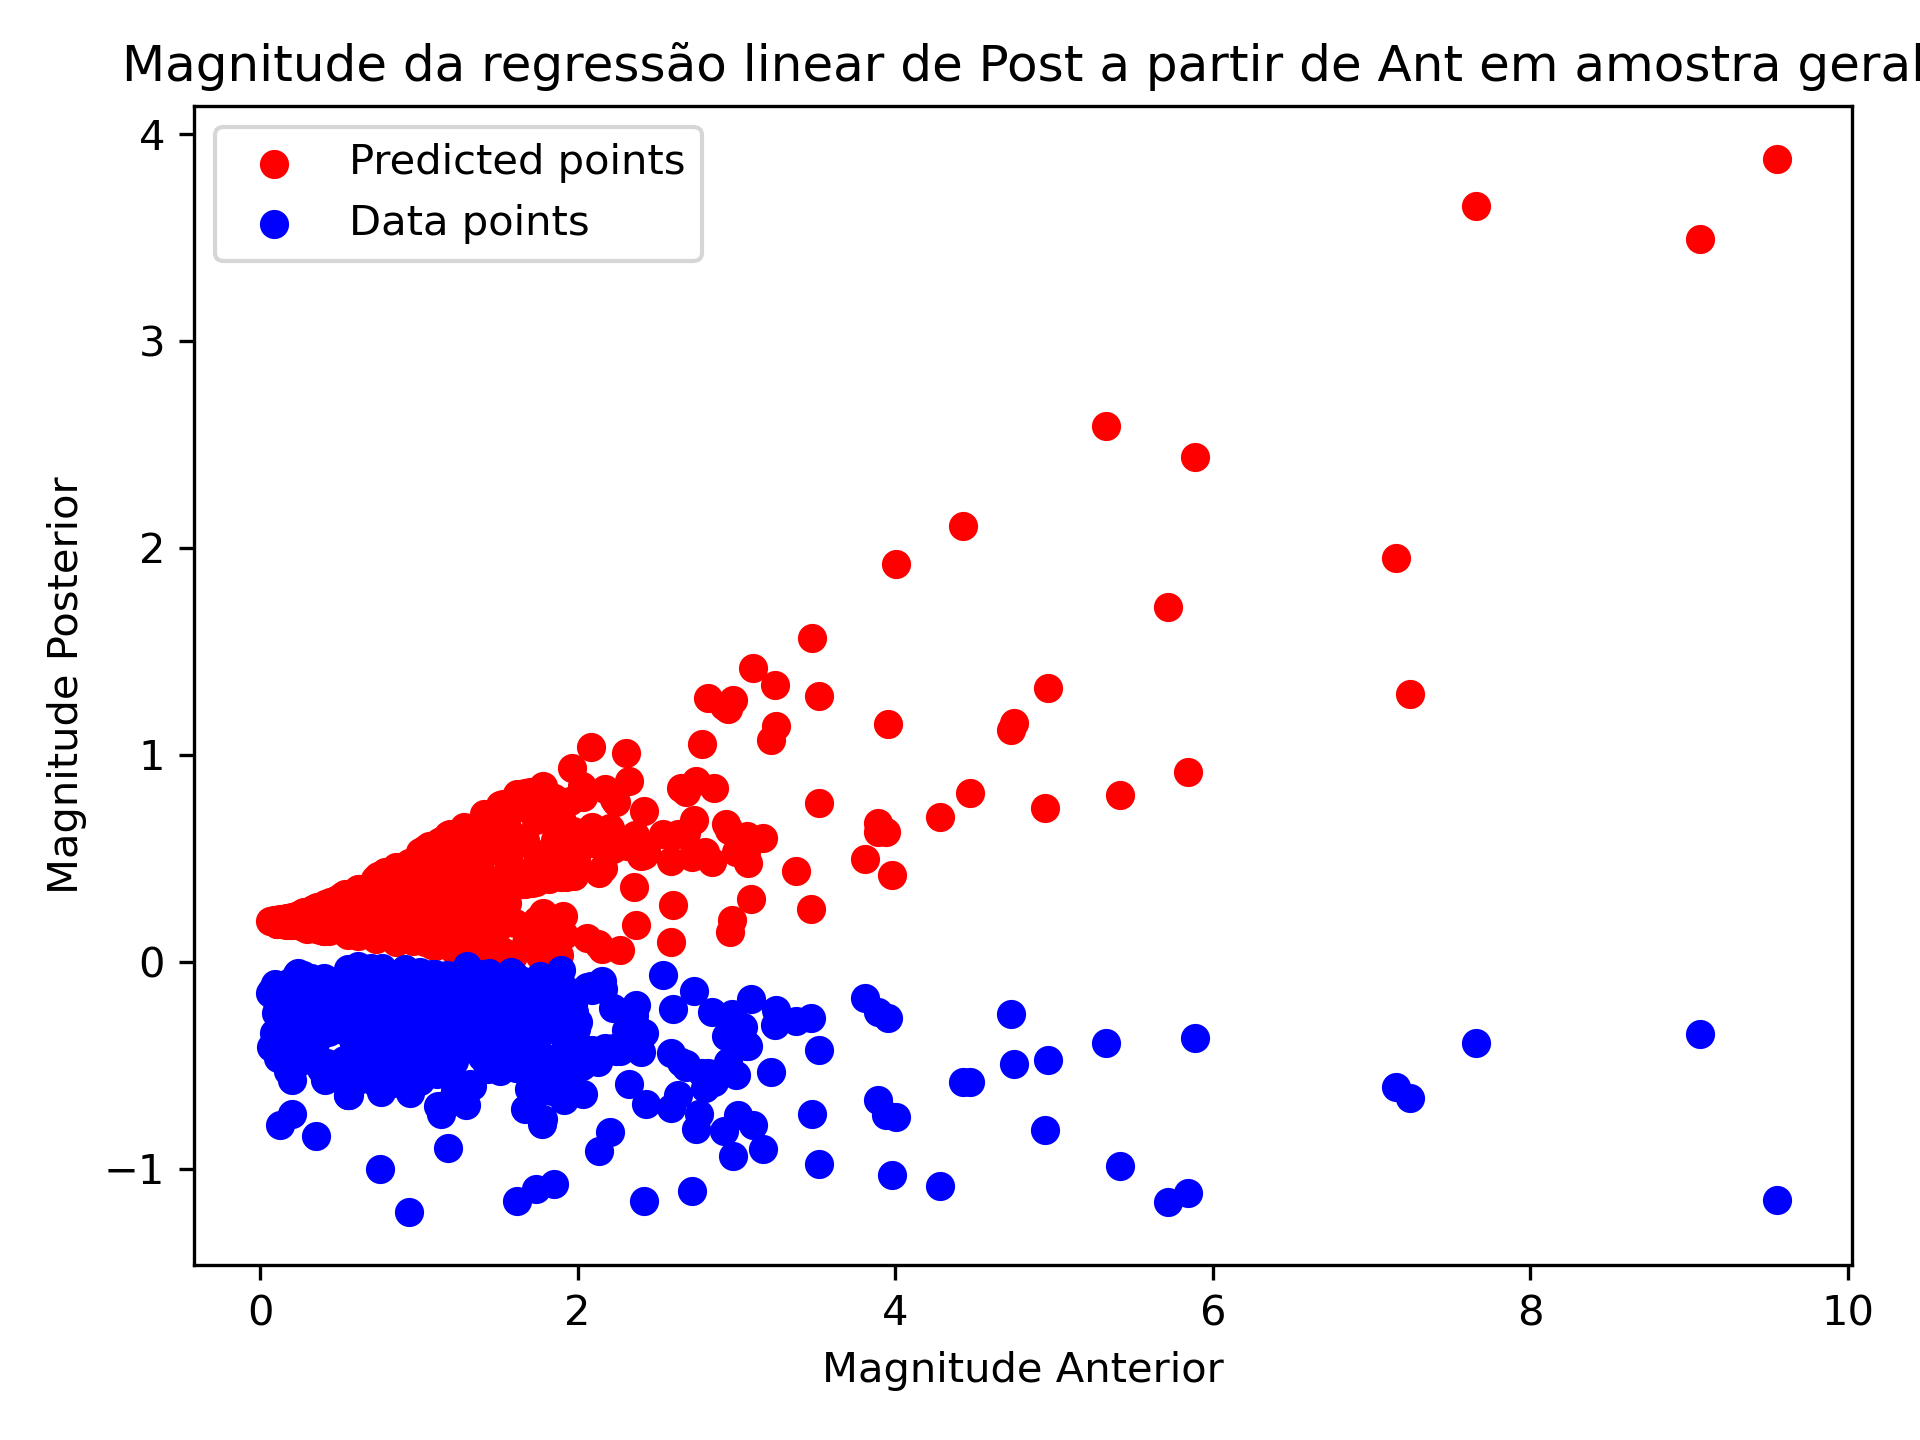 Magnitude da regressão linear de Post a partir de Ant em amostra geral
Predicted points
Data points
4
3
2
1
0
−1
Magnitude Posterior
0 2 4 6 8 10
Magnitude Anterior